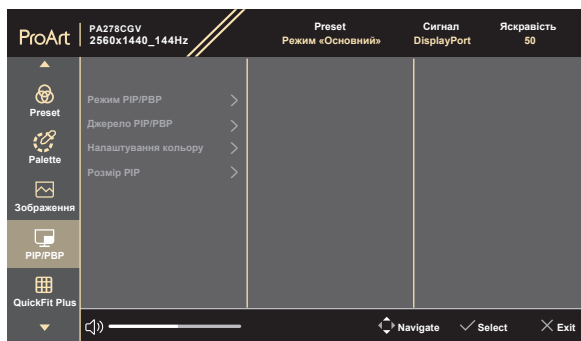 ProArt
PA278CGV
2560x1440_144Hz
Preset
Режим «Основний»
Сигнал
DisplayPort
Яскравість
50
Preset
Palette
Зображення
PIP/PBP
QuickFit Plus
Режим PIP/PBP
Джерело PIP/PBP
Налаштування кольору
Розмір PIP
Navigate
Select
Exit